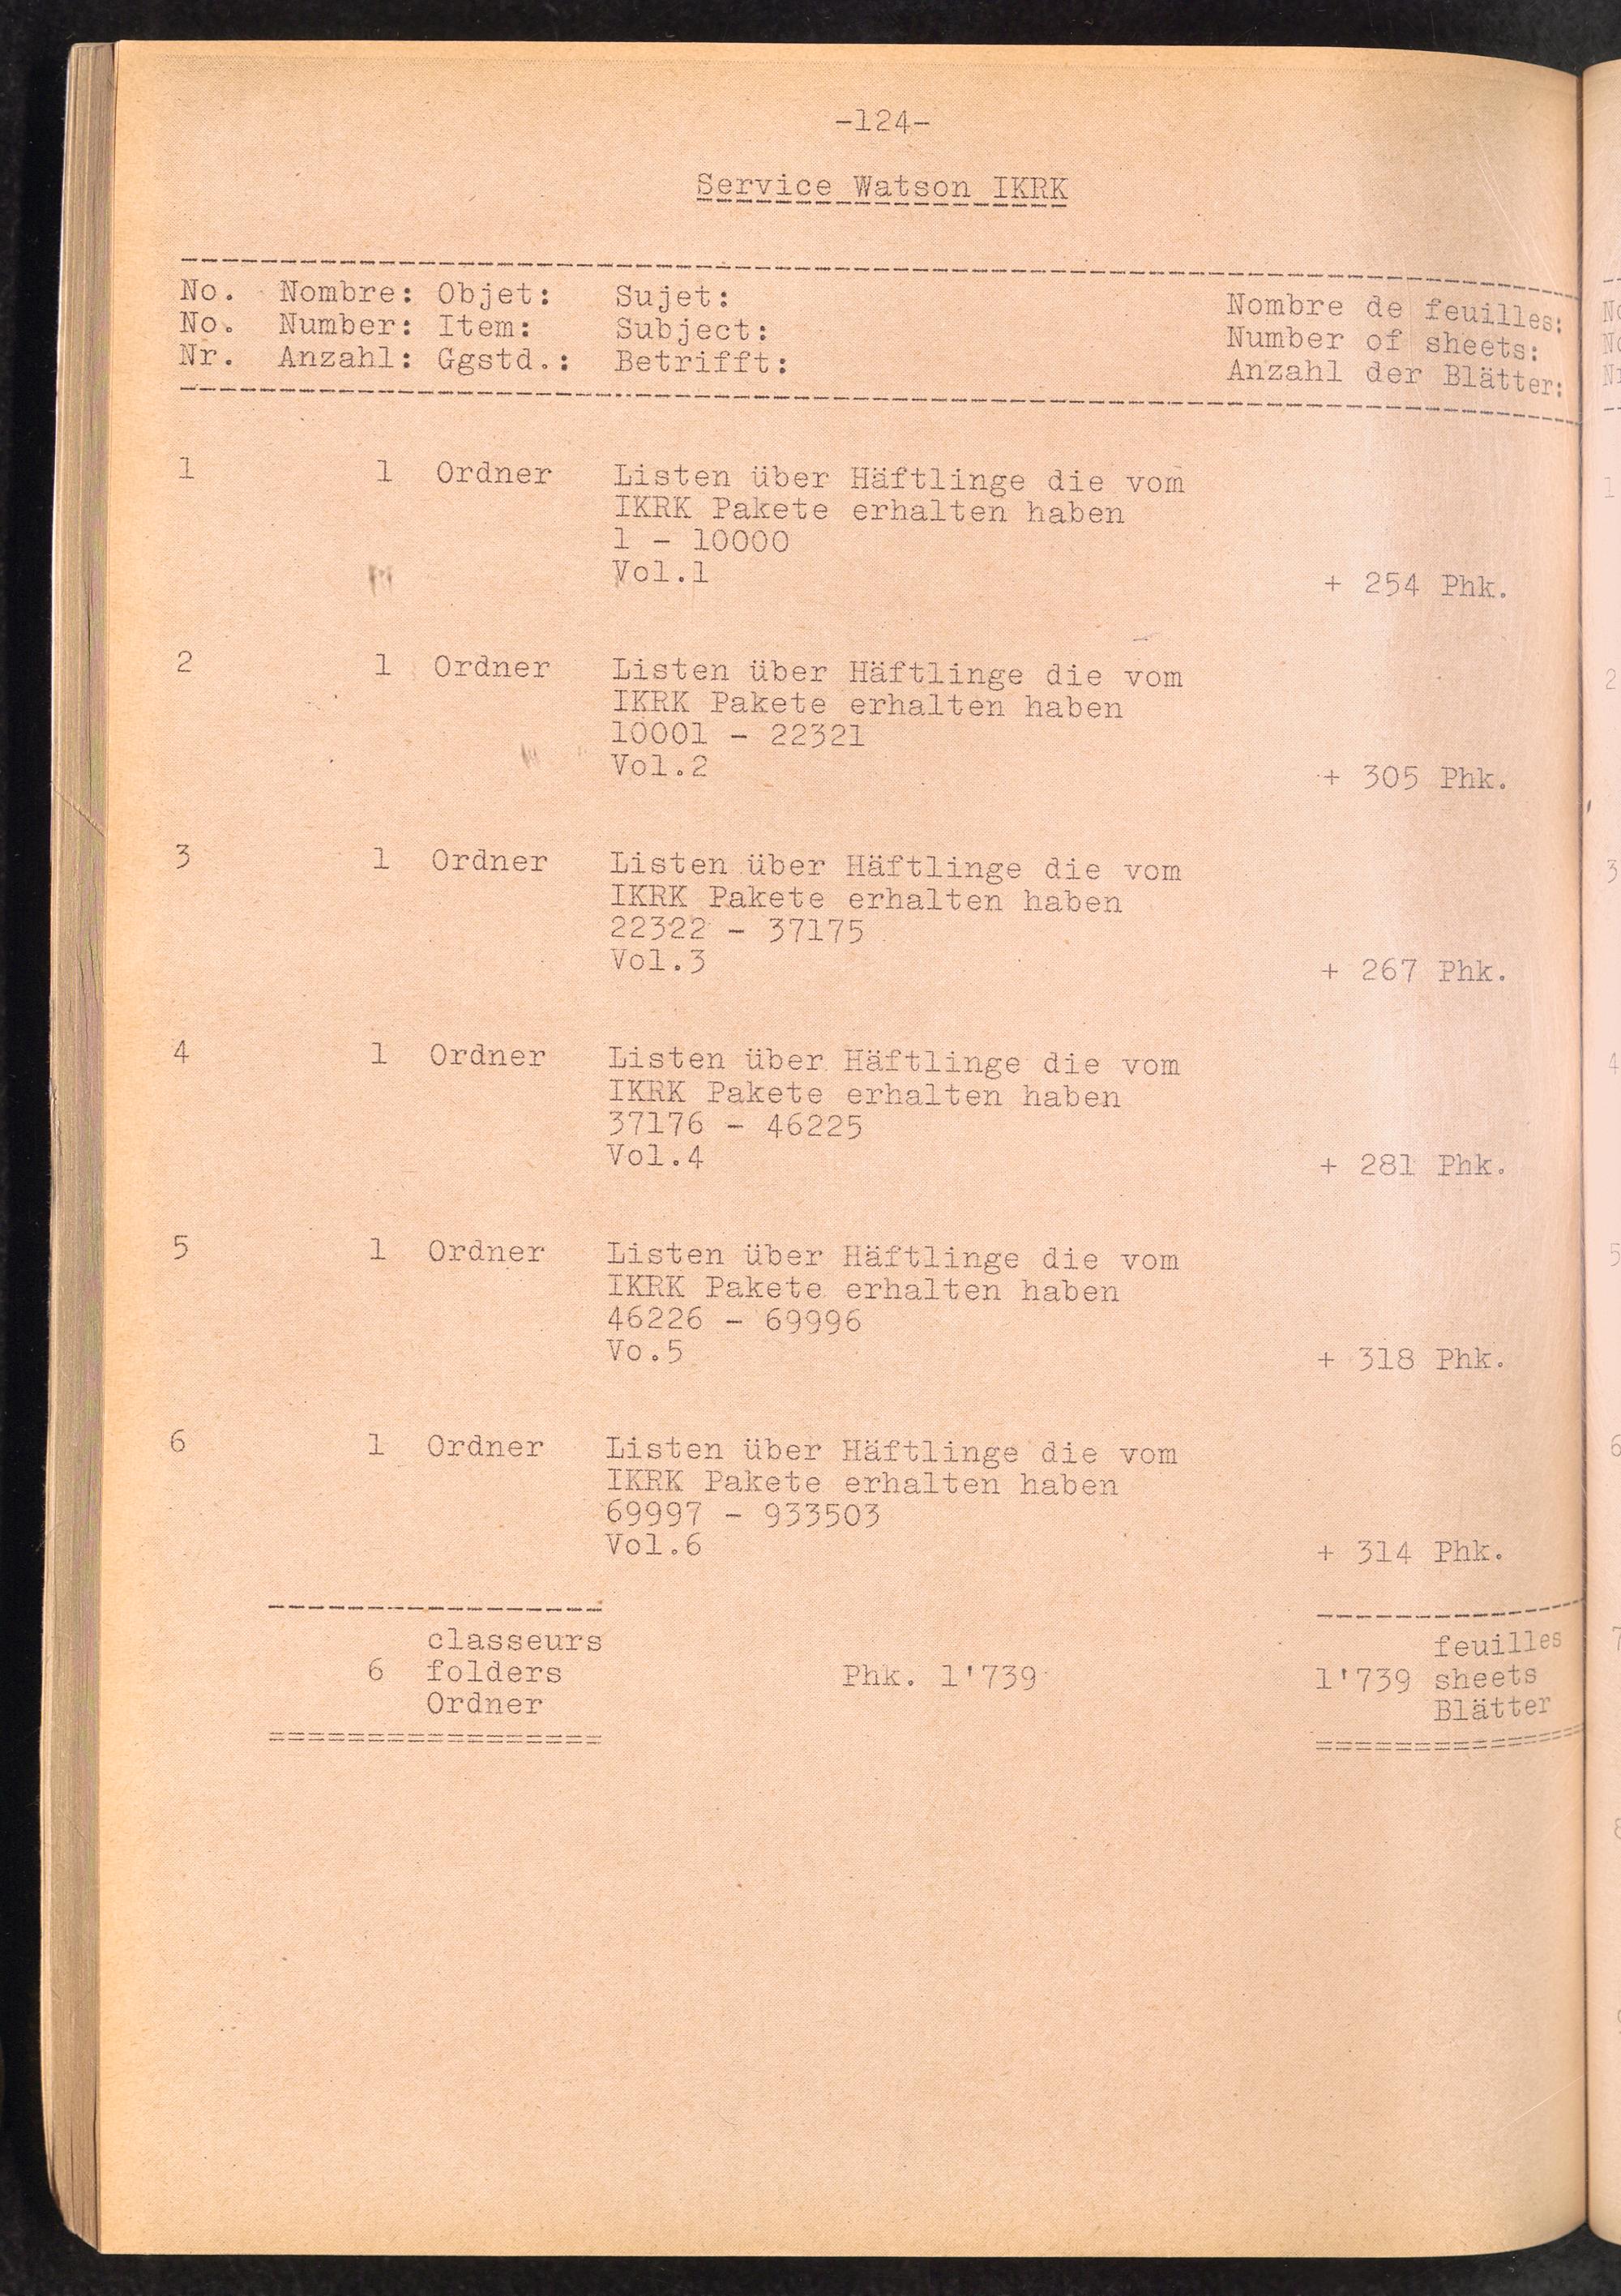 -124-
Service Watson IKRK
No. Nombre: Objet: Sujet: Nombre de feuilles:
No. Number: Item: Subject: Number of sheets:
Nr. Anzahl: Ggstd.: Betrifft: Anzahl der Blätter:
1 1 Ordner Listen über Häftlinge die vom
IKRK Pakete erhalten haben
1 - 10000
Vol.1 + 254 Phk.
2 1 Ordner Listen über Häftlinge die vom
IKRK Pakete erhalten haben
10001 - 22321
Vol.2 + 305 Phk.
3 1 Ordner Listen über Häftlinge die vom
IKRK Pakete erhalten haben
22322 - 37175
Vol.3 + 267 Phk.
4 1 Ordner Listen über Häftlinge die vom
IKRK Pakete erhalten haben
37176 - 46225
Vol.4 + 281 Phk.
5 1 Ordner Listen über Häftlinge die vom
IKRK Pakete erhalten haben
46226 - 69996
Vo.5 + 318 Phk.
6 1 Ordner Listen über Häftlinge die vom
IKRK Pakete erhalten haben
69997 - 933503
Vol.6 + 314 Phk.
classeurs feuilles
6 folders Phk. 1'739 1'739 sheets
Ordner Blätter